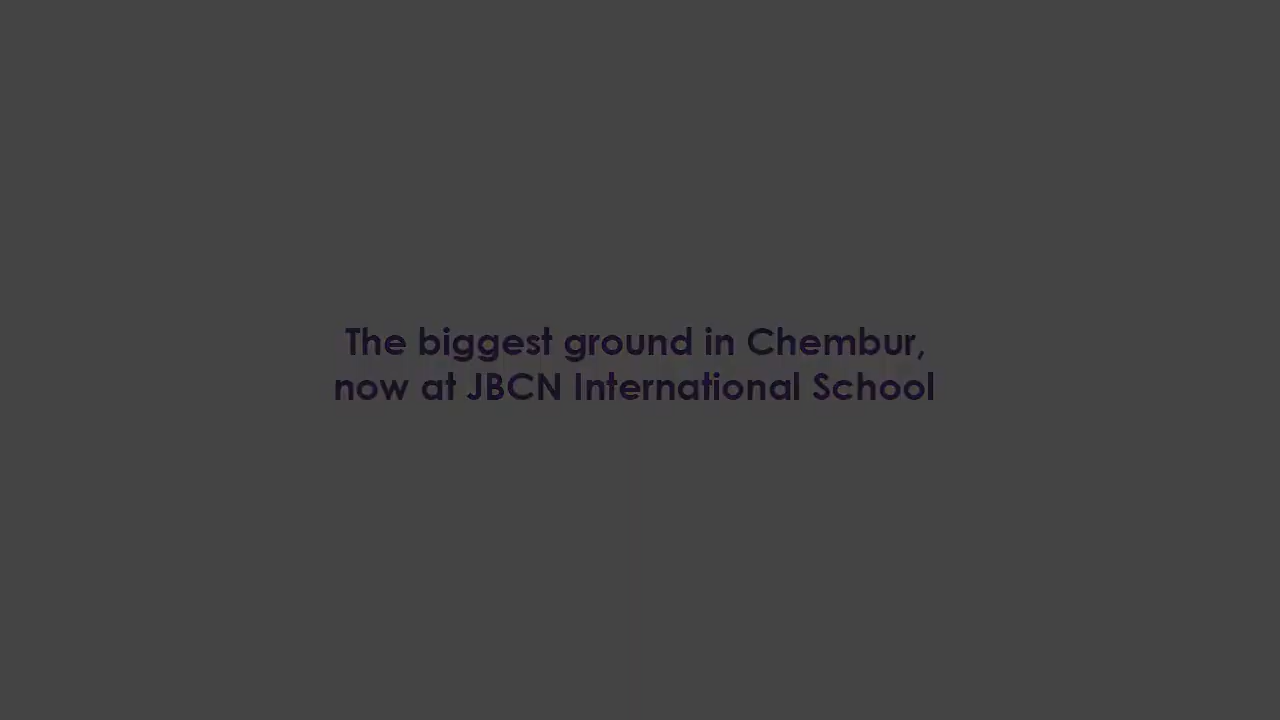 The biggest ground in Chembur,
now at JBCN International School